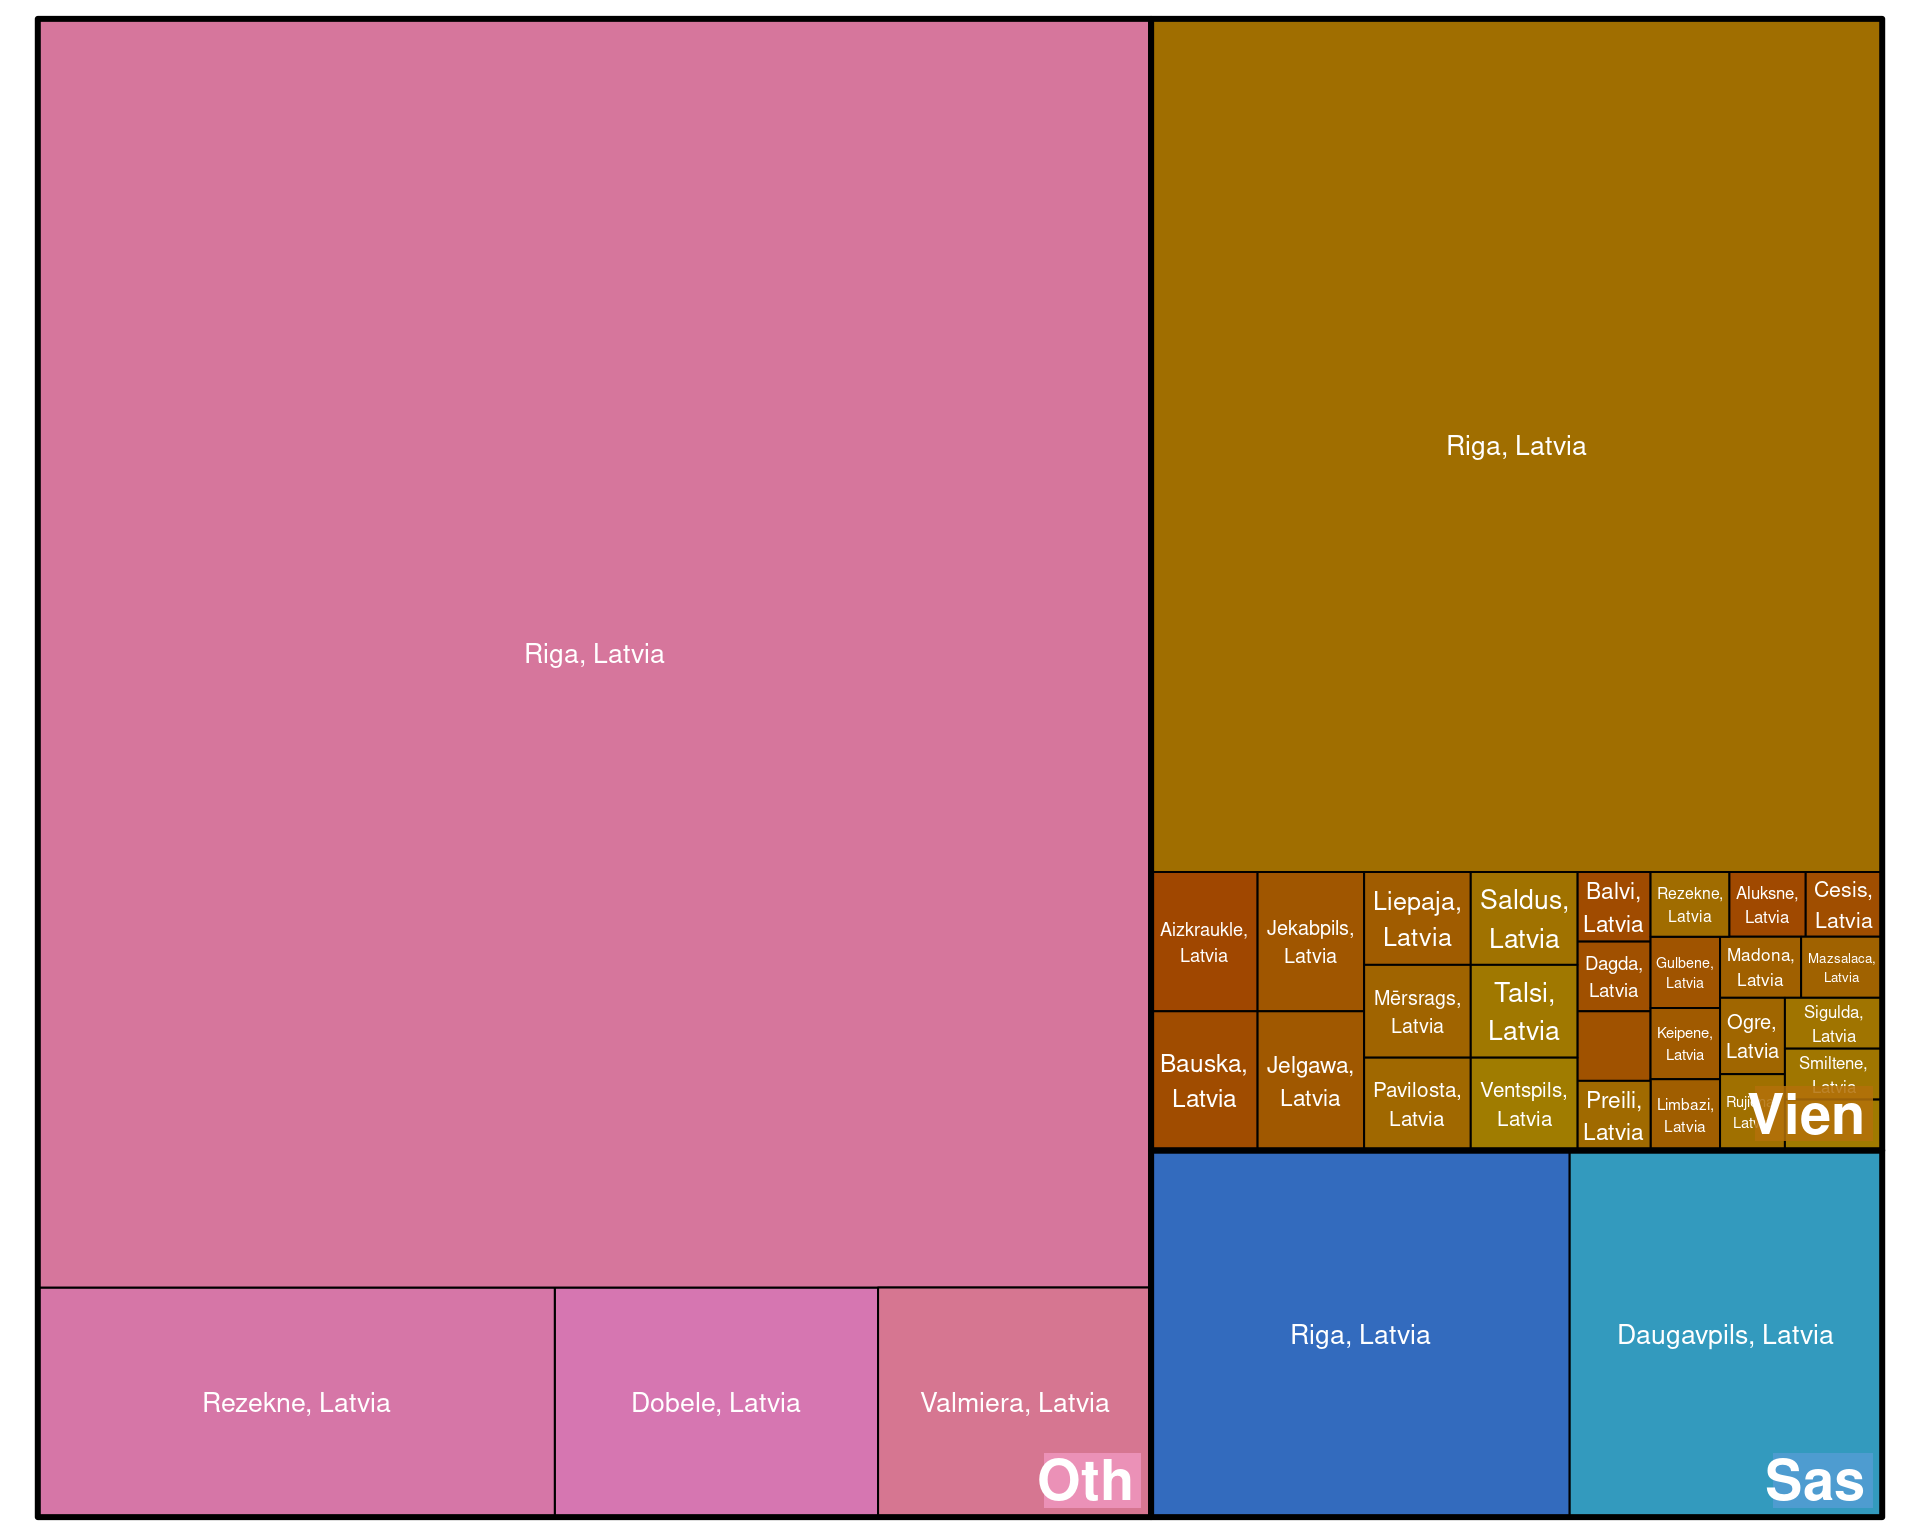 Riga, Latvia
Rezekne, Latvia
Dobele, Latvia
Valmiera, Latvia
Oth
Riga, Latvia
Aizkraukle,
Latvia
Bauska,
Latvia
Jekabpils,
Latvia
Jelgawa,
Latvia
Liepaja,
Latvia
Mērsrags,
Latvia
Pavilosta,
Latvia
Saldus,
Latvia
Talsi,
Latvia
Ventspils,
Latvia
Balvi,
Latvia
Dagda,
Latvia
Preili,
Latvia
Rezekne,
Latvia
Aluksne,
Latvia
Cesis,
Latvia
Gulbene,
Latvia
Keipene,
Latvia
Limbazi,
Latvia
Madona,
Latvia
Mazsalaca,
Latvia
Ogre,
Latvia
Sigulda,
Latvia
Smiltene,
Latvia
Vien
Riga, Latvia
Daugavpils, Latvia
Sas